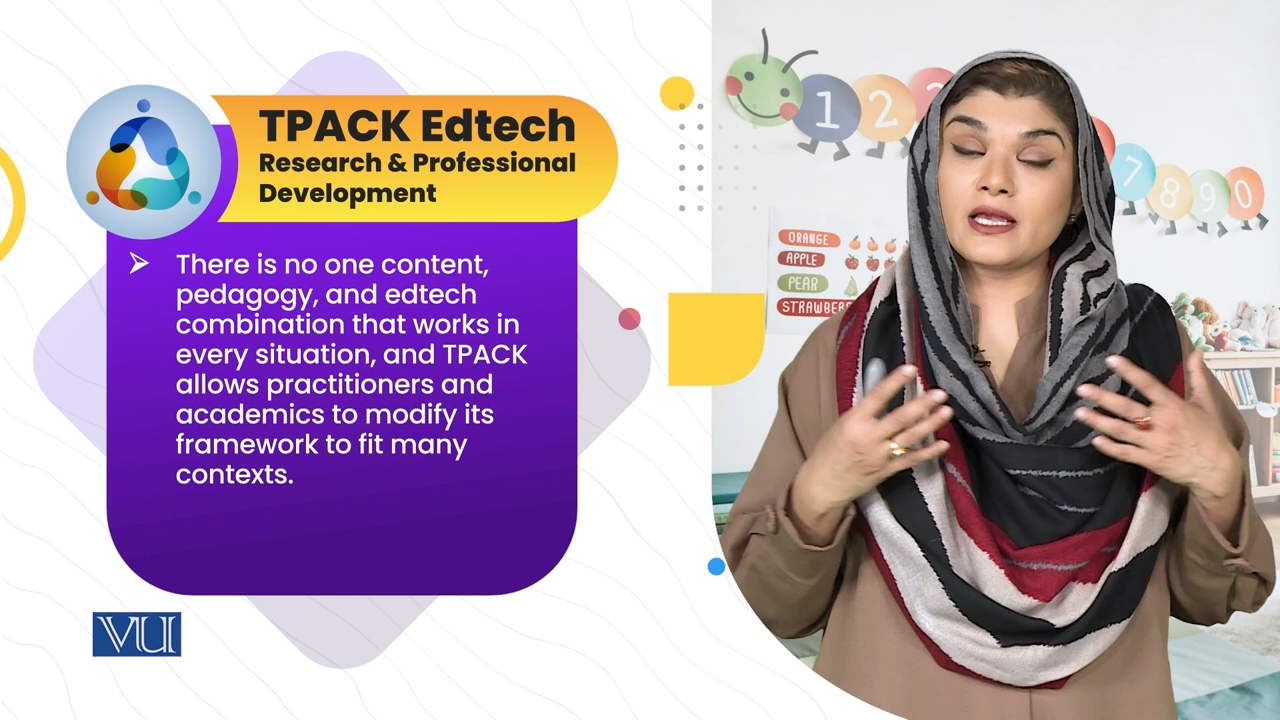 TPACK Edtech
Research & Professional
Development
➢ There is no one content,
pedagogy, and edtech
combination that works in
every situation, and TPACK
allows practitioners and
academics to modify its
framework to fit many
contexts.
VU
1 2
7 8 9 0
ORANGE
APPLE
PEAR